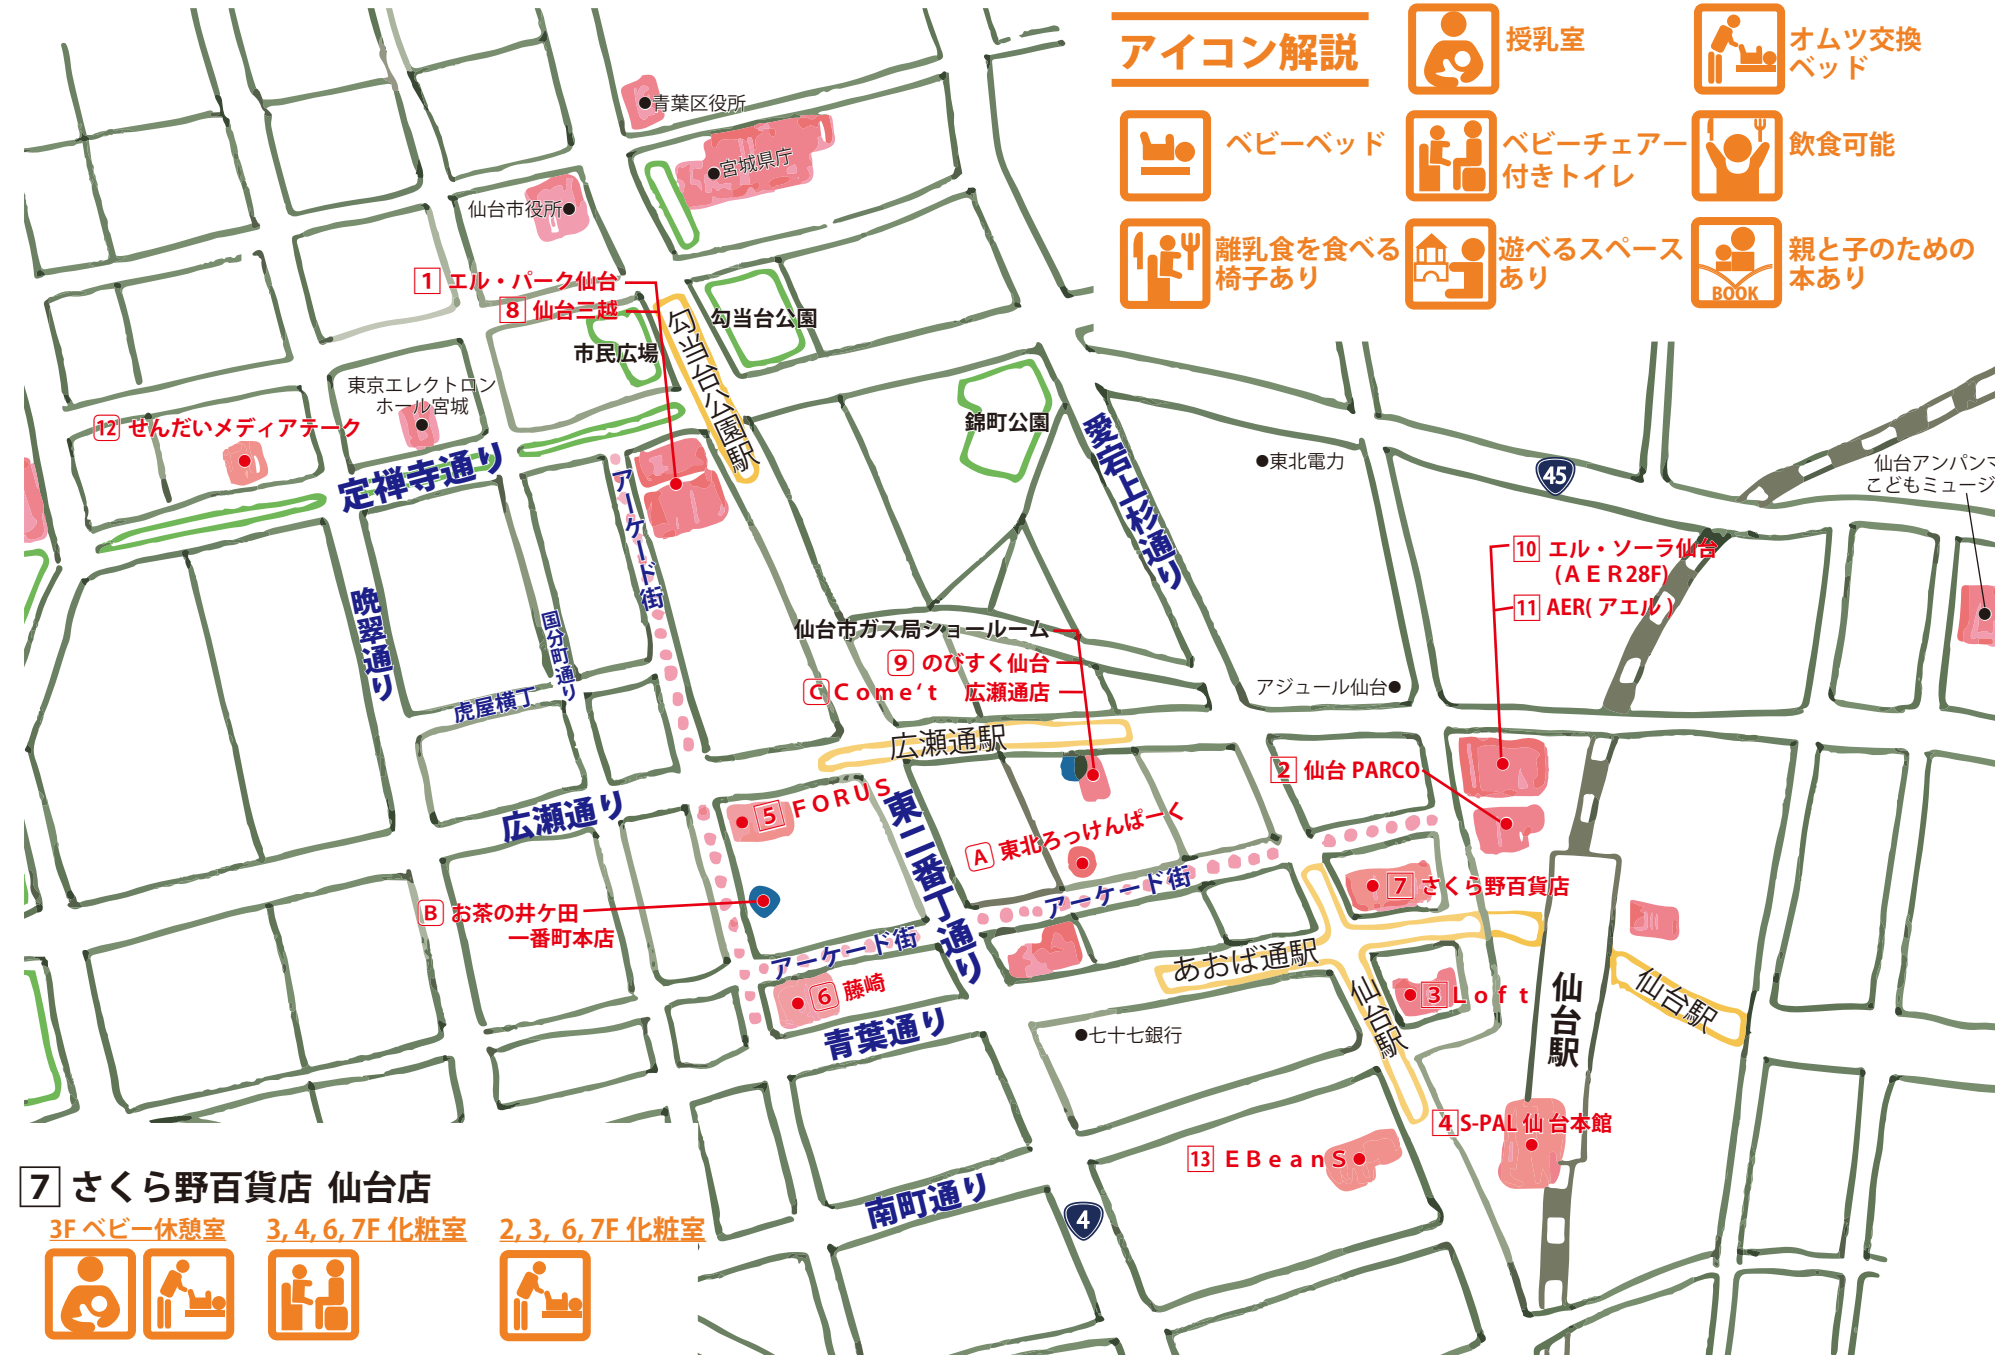 アイコン解説
授乳室
オムツ交換
ベッド
ベビーベッド
ベビーチェアー
付きトイレ
飲食可能
離乳食を食べる
椅子あり
遊べるスペース
あり
BOOK
親と子のための
本あり
青葉区役所
宮城県庁
仙台市役所
1 エル・パーク仙台
8 仙台三越
勾当台公園
市民広場
勾当台公園駅
東京エレクトロン
ホール宮城
12 せんだいメディアテーク
定禅寺通り
錦町公園
愛宕上杉通り
東北電力
45
仙台アンパンマ
こどもミュージ
アーケード街
10 エル・ソーラ仙台
(ＡＥＲ28F)
11 AER(アエル)
晩翠通り
国分町通り
虎屋横丁
仙台市ガス局ショールーム
9 のびすく仙台
C Come‘t 広瀬通店
アジュール仙台
広瀬通駅
2 仙台 PARCO
広瀬通り
5 FORUS
東二番丁通り
A 東北ろっけんぱーく
アーケード街
7 さくら野百貨店
B お茶の井ケ田
一番町本店
アーケード街
6 藤崎
青葉通り
あおば通駅
仙台駅
3 Loft
仙台駅
仙台駅
七十七銀行
4 S-PAL 仙台本館
13 EBeanS
南町通り
4
7 さくら野百貨店 仙台店
3F ベビー休憩室
3, 4, 6, 7F 化粧室
2, 3, 6, 7F 化粧室